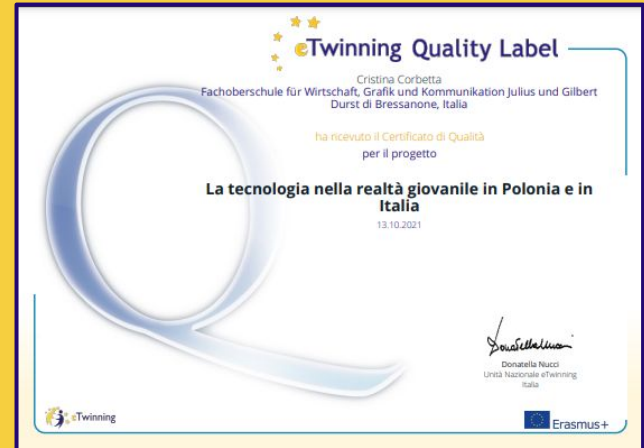 eTwinning Quality Label
Cristina Corbetta
Fachoberschule für Wirtschaft, Grafik und Kommunikation Julius und Gilbert
Durst di Bressanone, Italia
ha ricevuto il Certificato di Qualità
per il progetto
La tecnologia nella realtà giovanile in Polonia e in
Italia
13.10.2021
Donatella Nucci
Unità Nazionale eTwinning
Italia
eTwinning
Erasmus+